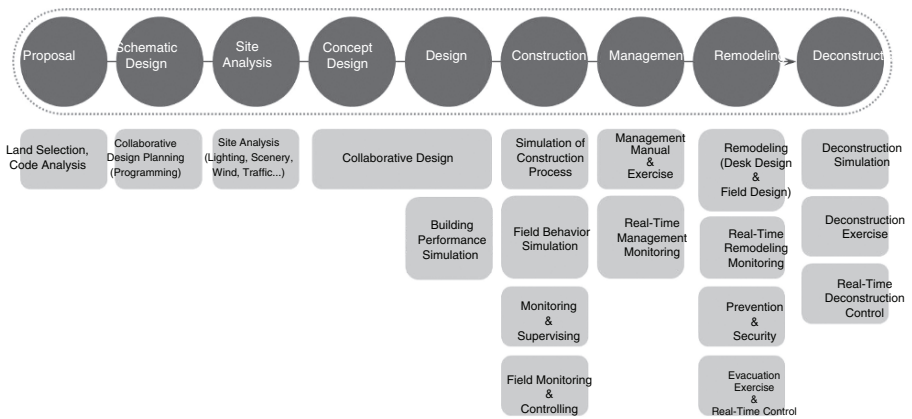 Proposal
Schematic
Design
Site
Analysis
Concept
Design
Design
Construction
Management
Remodeling
Deconstruct
Land Selection,
Code Analysis
Collaborative
Design Planning
(Programming)
Site Analysis
(Lighting, Scenery,
Wind, Traffic...)
Collaborative Design
Simulation of
Construction
Process
Management
Manual
&
Exercise
Remodeling
(Desk Design
&
Field Design)
Deconstruction
Simulation
Building
Performance
Simulation
Field Behavior
Simulation
Real-Time
Management
Monitoring
Real-Time
Remodeling
Monitoring
Deconstruction
Exercise
Monitoring
&
Supervising
Prevention
&
Security
Real-Time
Deconstruction
Control
Field Monitoring
&
Controlling
Evacuation
Exercise
&
Real-Time Control